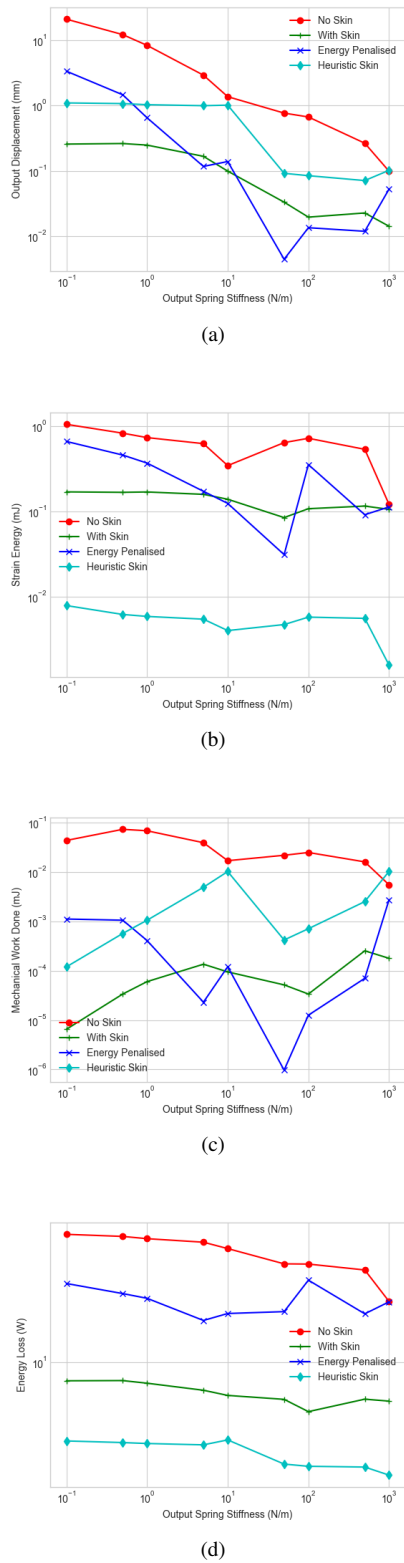 10¹
10⁰
10⁻¹
10⁻²
Output Displacement (mm)
No Skin
With Skin
Energy Penalised
Heuristic Skin
10⁻¹ 10⁰ 10¹ 10² 10³
Output Spring Stiffness (N/m)
(a)
10⁰
10⁻¹
10⁻²
Strain Energy (mJ)
No Skin
With Skin
Energy Penalised
Heuristic Skin
10⁻¹ 10⁰ 10¹ 10² 10³
Output Spring Stiffness (N/m)
(b)
10⁻¹
10⁻²
10⁻³
10⁻⁴
10⁻⁵
10⁻⁶
Mechanical Work Done (mJ)
No Skin
With Skin
Energy Penalised
Heuristic Skin
10⁻¹ 10⁰ 10¹ 10² 10³
Output Spring Stiffness (N/m)
(c)
10¹
Energy Loss (W)
No Skin
With Skin
Energy Penalised
Heuristic Skin
10⁻¹ 10⁰ 10¹ 10² 10³
Output Spring Stiffness (N/m)
(d)